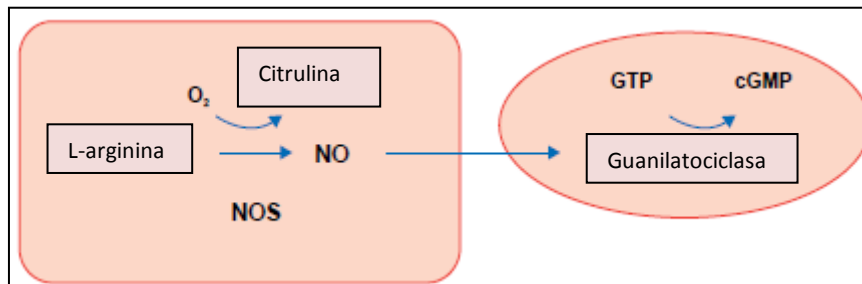 Citrulina
O₂
L-arginina
NO
NOS
GTP cGMP
Guanilatociclasa